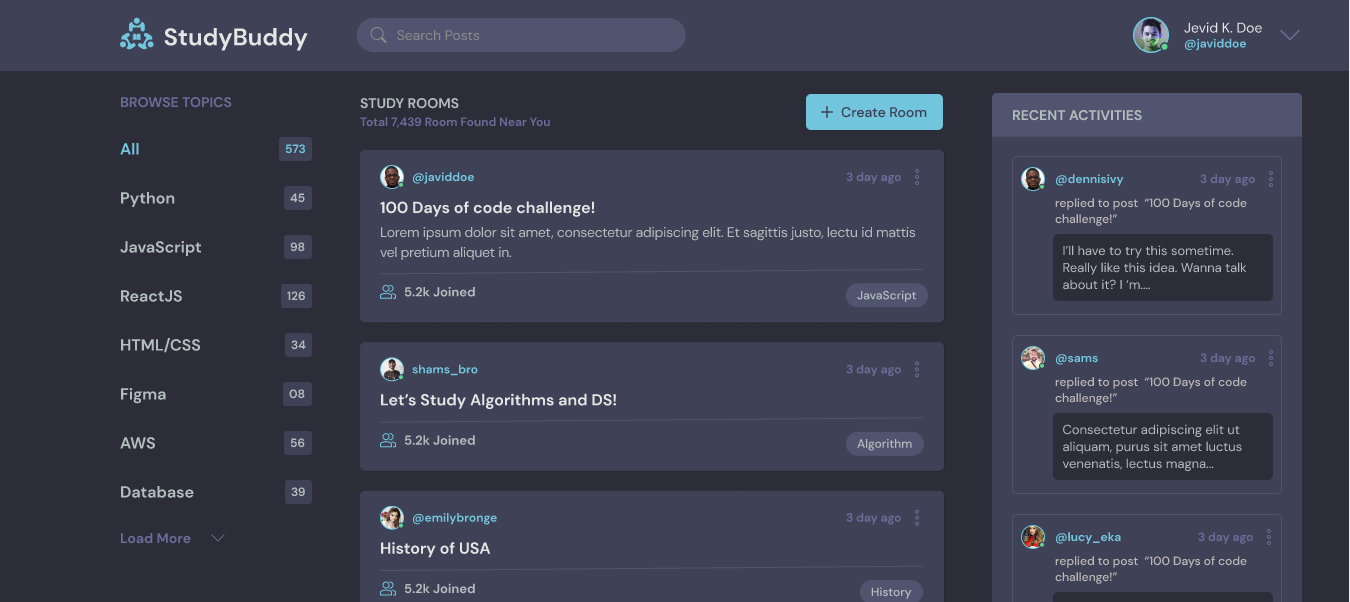 StudyBuddy
Search Posts
Jevid K. Doe
@javiddoe
BROWSE TOPICS
All 573
Python 45
JavaScript 98
ReactJS 126
HTML/CSS 34
Figma 08
AWS 56
Database 39
Load More
STUDY ROOMS
Total 7,439 Room Found Near You
+ Create Room
@javiddoe 3 day ago
100 Days of code challenge!
Lorem ipsum dolor sit amet, consectetur adipiscing elit. Et sagittis justo, lectu id mattis
vel pretium aliquet in.
5.2k Joined JavaScript
shams_bro 3 day ago
Let’s Study Algorithms and DS!
5.2k Joined Algorithm
@emilybronge 3 day ago
History of USA
5.2k Joined History
RECENT ACTIVITIES
@dennisivy 3 day ago
replied to post “100 Days of code
challenge!”
I’ll have to try this sometime.
Really like this idea. Wanna talk
about it? I ‘m....
@sams 3 day ago
replied to post “100 Days of code
challenge!”
Consectetur adipiscing elit ut
aliquam, purus sit amet luctus
venenatis, lectus magna...
@lucy_eka 3 day ago
replied to post “100 Days of code
challenge!”